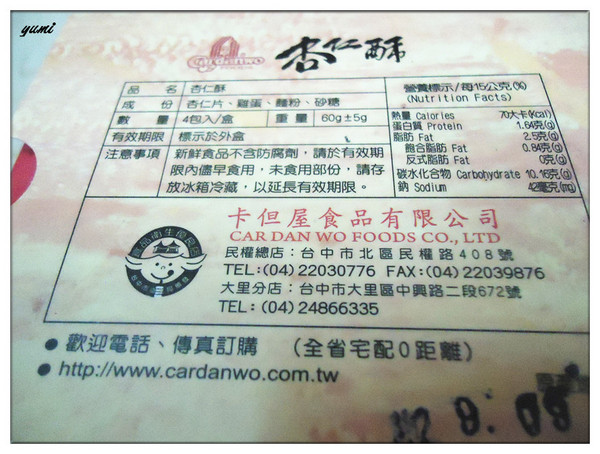 yumi
cardanwo 杏仁酥
品 名 杏仁酥
成 份 杏仁片、雞蛋、麵粉、砂糖
數 量 4包入/盒 重 量 60g±5g
有效期限 標示於外盒
注意事項 新鮮食品不含防腐劑，請於有效期
限內儘早食用，未食用部份，請存
放冰箱冷藏，以延長有效期限。
營養標示/每15公克(%)
(Nutrition Facts)
熱量 Calories 70大卡(kcal)
蛋白質 Protein 1.64克(g)
脂肪 Fat 2.5克(g)
飽合脂肪 Fat 0.84克(g)
反式脂肪 Fat 0克(g)
碳水化合物 Carbohydrate 10.16克(g)
鈉 Sodium 42毫克(mg)
卡但屋食品有限公司
CAR DAN WO FOODS CO., LTD
民權總店：台中市北區民權路408號
TEL:(04) 22030776 FAX:(04) 22039876
大里分店：台中市大里區中興路二段672號
TEL: (04) 24866335
● 歡迎電話、傳真訂購 （全省宅配0距離）
● http://www.cardanwo.com.tw